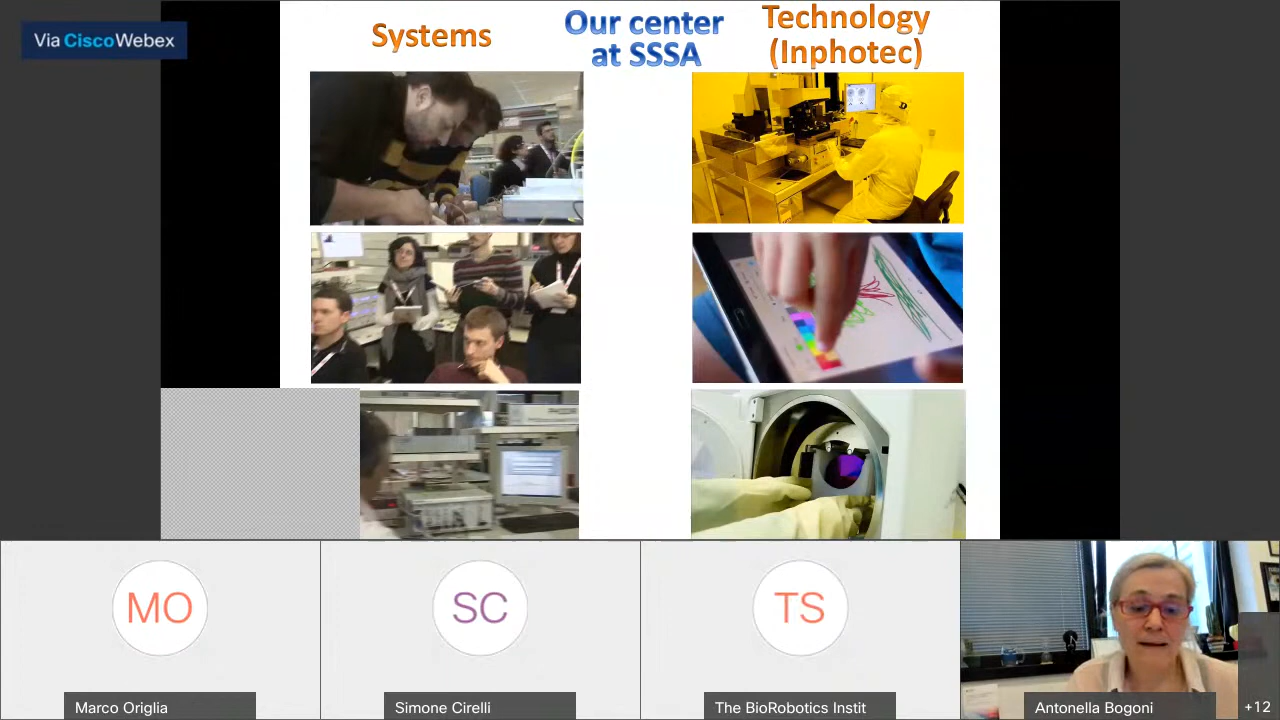 Via Cisco Webex
Systems
Our center
at SSSA
Technology
(Inphotec)
MO
SC
TS
Marco Origlia
Simone Cirelli
The BioRobotics Instit
Antonella Bogoni
+12